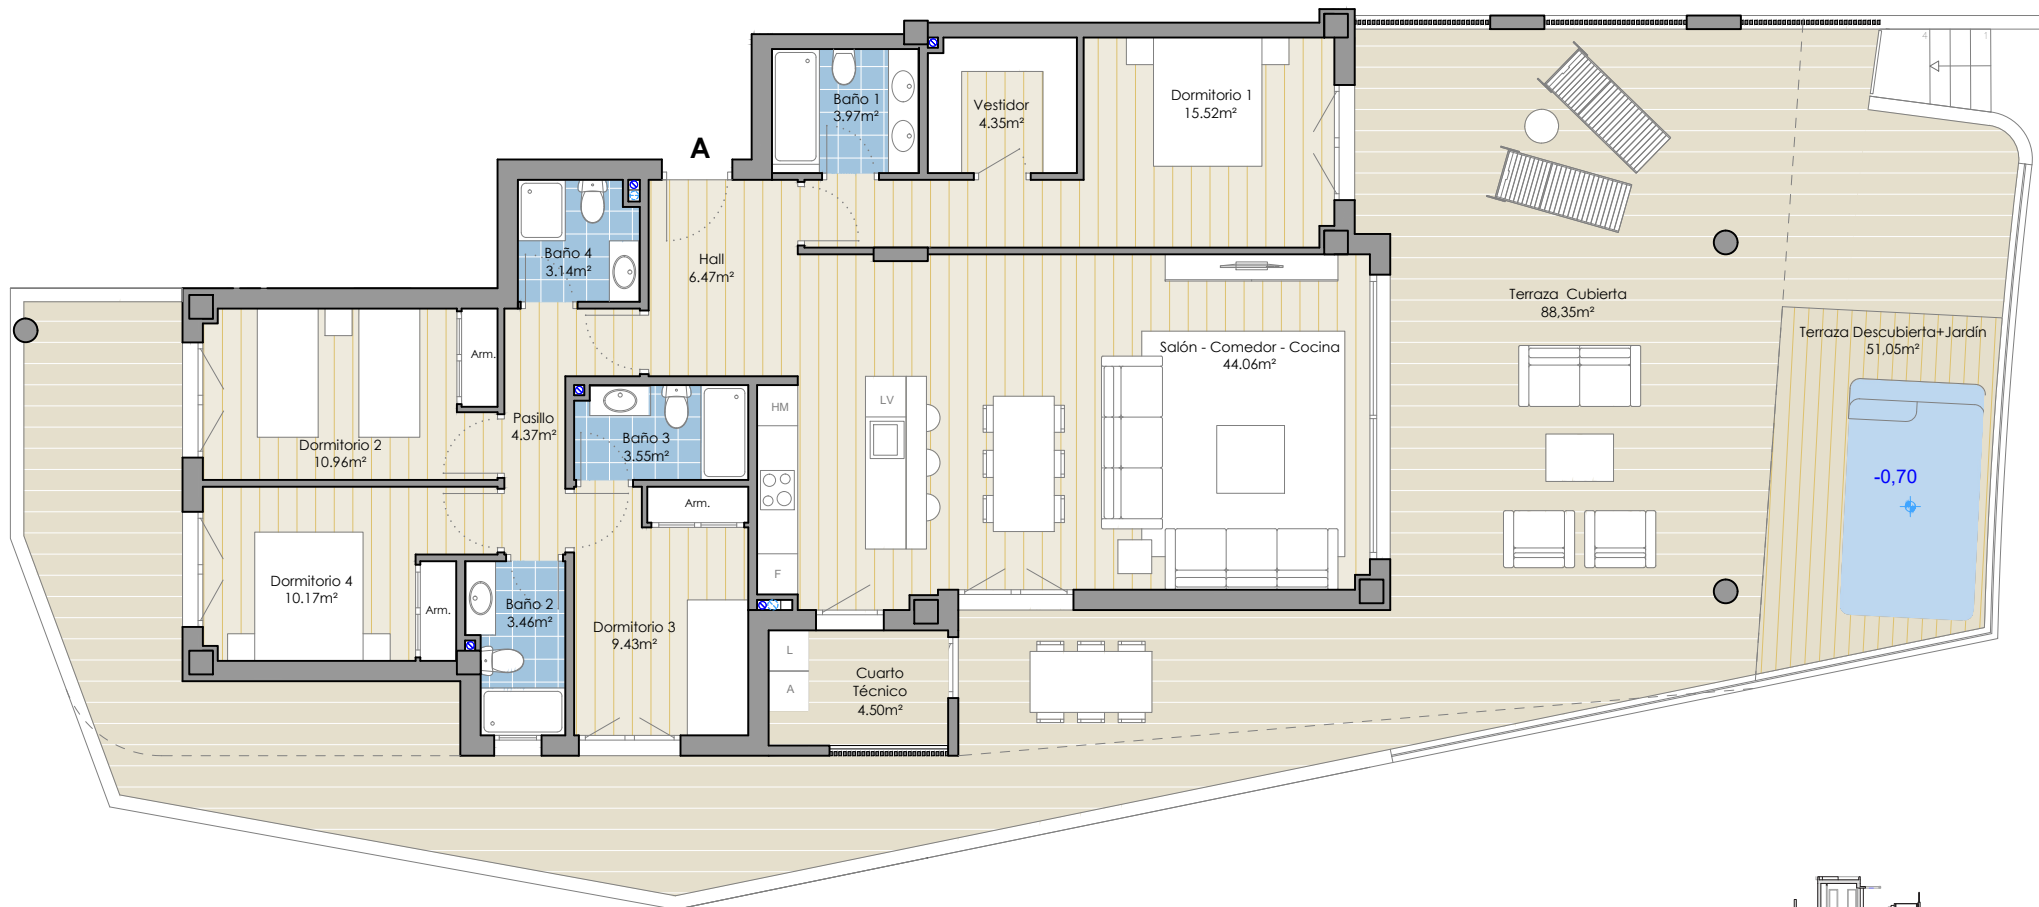 4
1
Baño 1
3.97m²
Vestidor
4.35m²
Dormitorio 1
15.52m²
A
Baño 4
3.14m²
Hall
6.47m²
Terraza Cubierta
88,35m²
Terraza Descubierta+Jardín
51,05m²
Salón - Comedor - Cocina
44.06m²
Arm.
Pasillo
4.37m²
HM
LV
Dormitorio 2
10.96m²
Baño 3
3.55m²
-0,70
Arm.
F
Dormitorio 4
10.17m²
Arm.
Baño 2
3.46m²
Dormitorio 3
9.43m²
L
A
Cuarto
Técnico
4.50m²